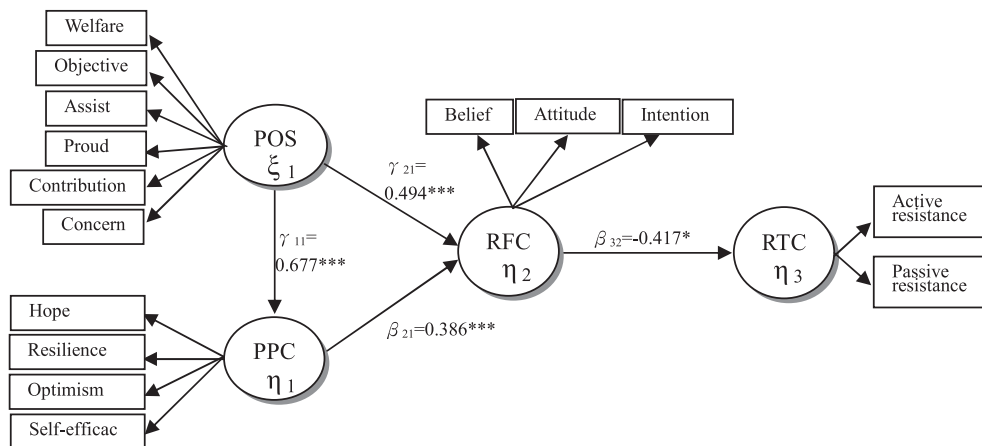 Welfare
Objective
Assist
Proud
Contribution
Concern
POS
ξ 1
Belief
Attitude
Intention
γ 21=
0.494***
γ 11=
0.677***
RFC
η 2
β 32=-0.417*
RTC
η 3
Active
resistance
Passive
resistance
Hope
Resilience
Optimism
Self-efficac
PPC
η 1
β 21=0.386***